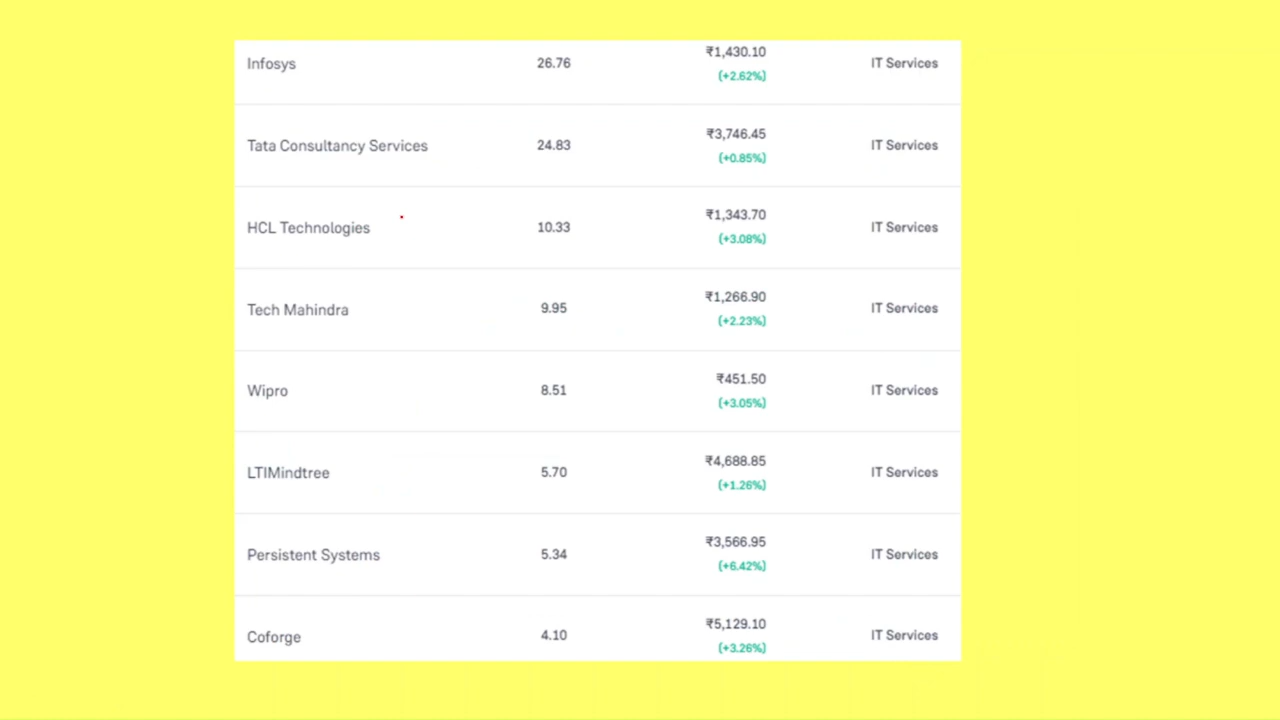 Infosys 26.76 ₹1,430.10 IT Services
(+2.62%)
Tata Consultancy Services 24.83 ₹3,746.45 IT Services
(+0.85%)
HCL Technologies 10.33 ₹1,343.70 IT Services
(+3.08%)
Tech Mahindra 9.95 ₹1,266.90 IT Services
(+2.23%)
Wipro 8.51 ₹451.50 IT Services
(+3.05%)
LTIMindtree 5.70 ₹4,688.85 IT Services
(+1.26%)
Persistent Systems 5.34 ₹3,566.95 IT Services
(+6.42%)
Coforge 4.10 ₹5,129.10 IT Services
(+3.26%)